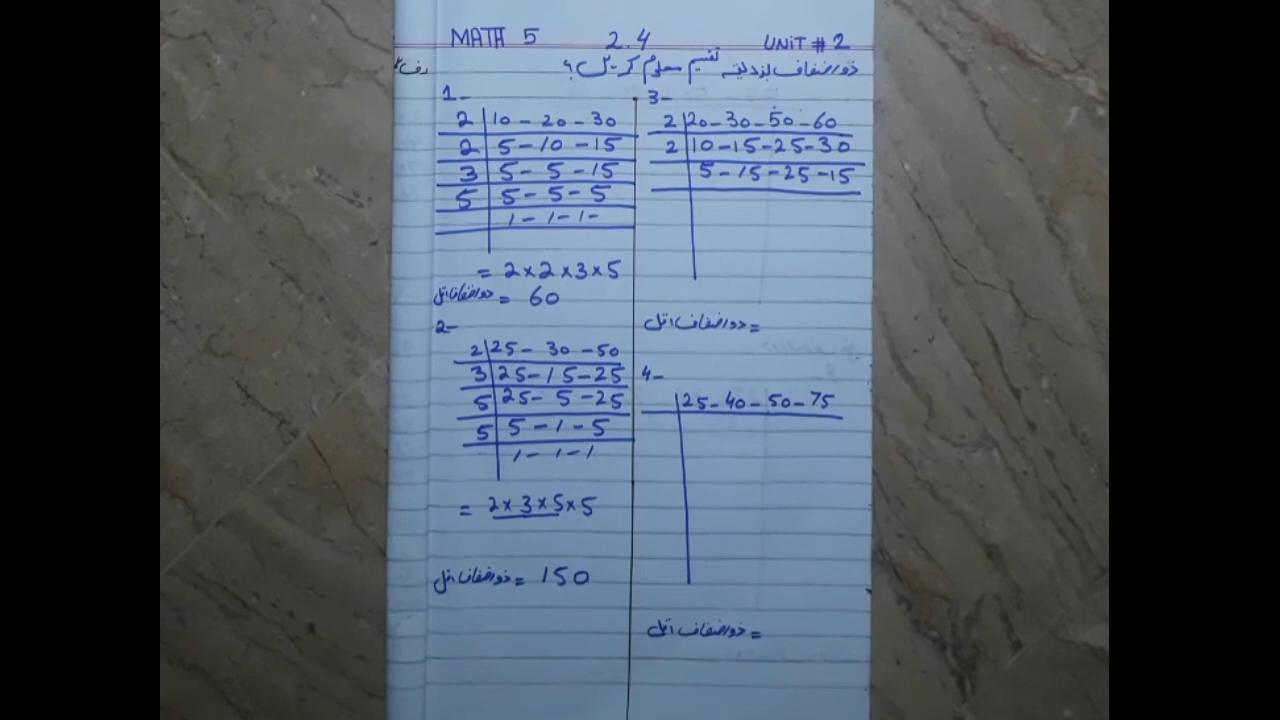 MATH 5 2.4 UNIT # 2
ذواضعاف بذریعہ تقسیم معلوم کریں؟
1-
2 | 10 - 20 - 30
2 | 5 - 10 - 15
3 | 5 - 5 - 15
5 | 5 - 5 - 5
1 - 1 - 1 -
= 2 × 2 × 3 × 5
ذواضعاف اقل = 60
2-
2 | 25 - 30 - 50
3 | 25 - 15 - 25
5 | 25 - 5 - 25
5 | 5 - 1 - 5
1 - 1 - 1
= 2 × 3 × 5 × 5
ذواضعاف اقل = 150
3-
2 | 20 - 30 - 50 - 60
2 | 10 - 15 - 25 - 30
5 - 15 - 25 - 15
ذواضعاف اقل =
4-
25 - 40 - 50 - 75
ذواضعاف اقل =